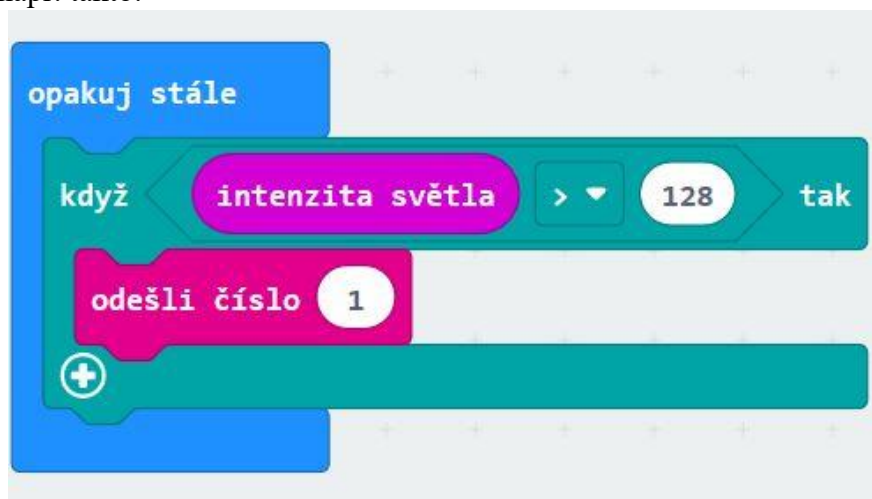 opakuj stále
když intenzita světla > 128 tak
odešli číslo 1